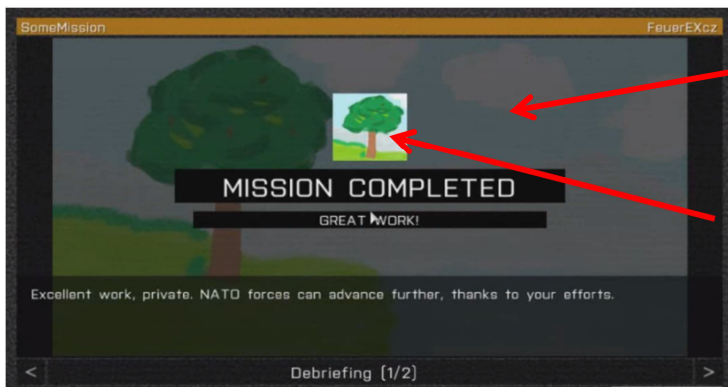 SomeMission FeuerEXcz
MISSION COMPLETED
GREAT WORK!
Excellent work, private. NATO forces can advance further, thanks to your efforts.
< Debriefing (1/2) >